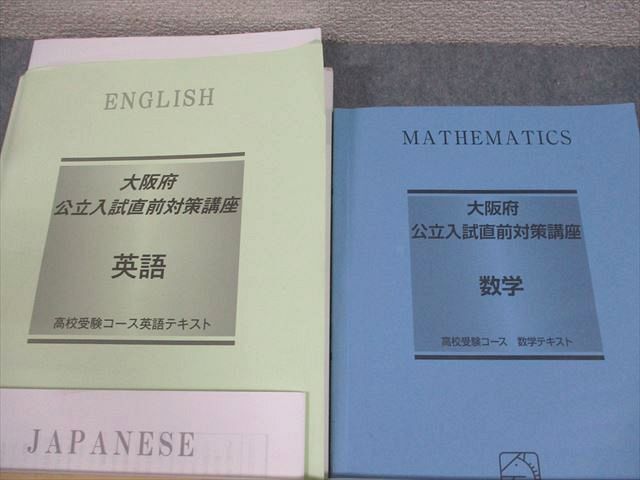 ENGLISH
大阪府
公立入試直前対策講座
英語
高校受験コース英語テキスト
JAPANESE
MATHEMATICS
大阪府
公立入試直前対策講座
数学
高校受験コース 数学テキスト